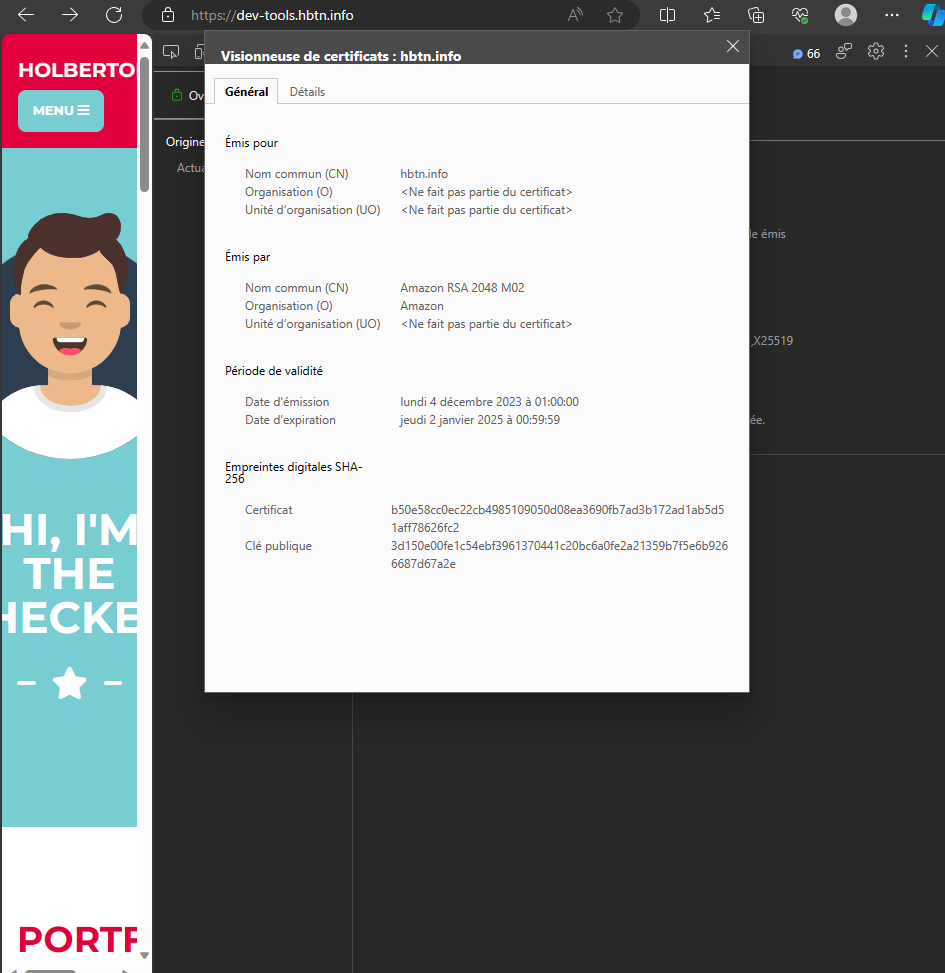 https://dev-tools.hbtn.info
66
HOLBERTO
MENU
Visionneuse de certificats : hbtn.info
Général Détails
Ov
Origine
Actua
Émis pour
Nom commun (CN) hbtn.info
Organisation (O) <Ne fait pas partie du certificat>
Unité d'organisation (UO) <Ne fait pas partie du certificat>
le émis
Émis par
Nom commun (CN) Amazon RSA 2048 M02
Organisation (O) Amazon
Unité d'organisation (UO) <Ne fait pas partie du certificat>
,X25519
Période de validité
Date d'émission lundi 4 décembre 2023 à 01:00:00
Date d'expiration jeudi 2 janvier 2025 à 00:59:59
ée.
Empreintes digitales SHA-
256
Certificat b50e58cc0ec22cb4985109050d08ea3690fb7ad3b172ad1ab5d5
1aff78626fc2
Clé publique 3d150e00fe1c54ebf3961370441c20bc6a0fe2a21359b7f5e6b926
6687d67a2e
HI, I'M
THE
HECKE
PORTF